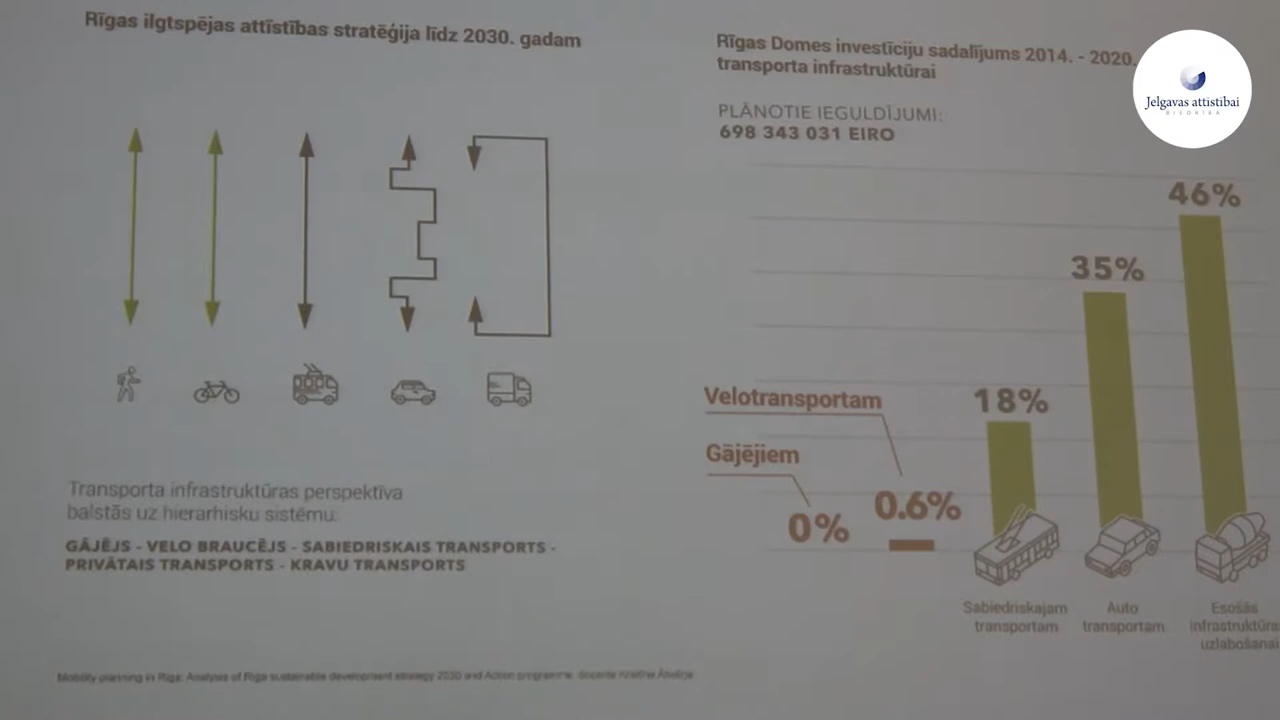 Rīgas ilgtspējas attīstības stratēģija līdz 2030. gadam
Transporta infrastruktūras perspektīva
balstās uz hierarhisku sistēmu:
GĀJĒJS - VELO BRAUCĒJS - SABIEDRISKAIS TRANSPORTS -
PRIVĀTAIS TRANSPORTS - KRAVU TRANSPORTS
Mobility planning in Riga: Analysis of Riga sustainable development strategy 2030 and Action programme. docente
Rīgas Domes investīciju sadalījums 2014. - 2020.
transporta infrastruktūrai
PLĀNOTIE IEGULDĪJUMI:
698 343 031 EIRO
Velotransportam
Gājējiem
0%
0.6%
18%
35%
46%
Sabiedriskajam
transportam
Auto
transportam
Esošās
infrastruktūras
uzlabošanai
Jelgavas attīstībai
BIEDRĪBA